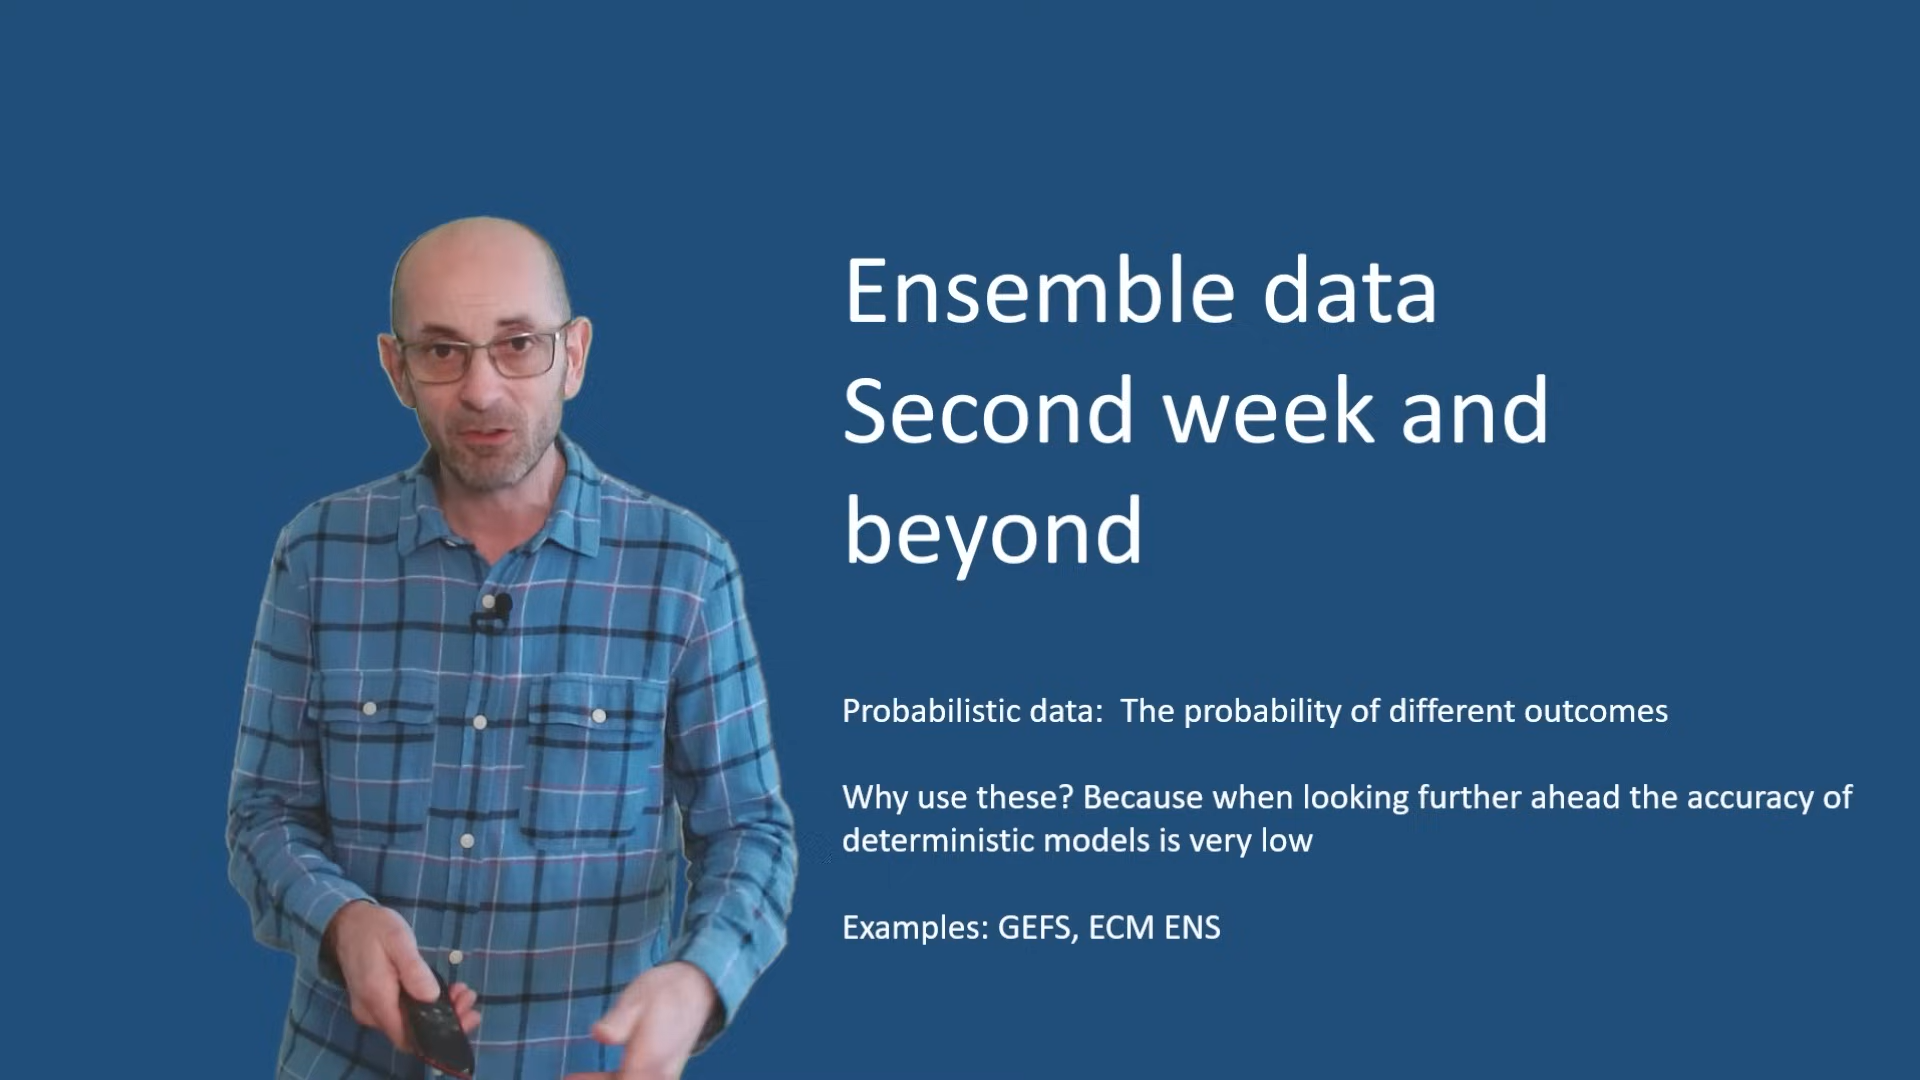 Ensemble data
Second week and
beyond
Probabilistic data:  The probability of different outcomes
Why use these? Because when looking further ahead the accuracy of
deterministic models is very low
Examples: GEFS, ECM ENS